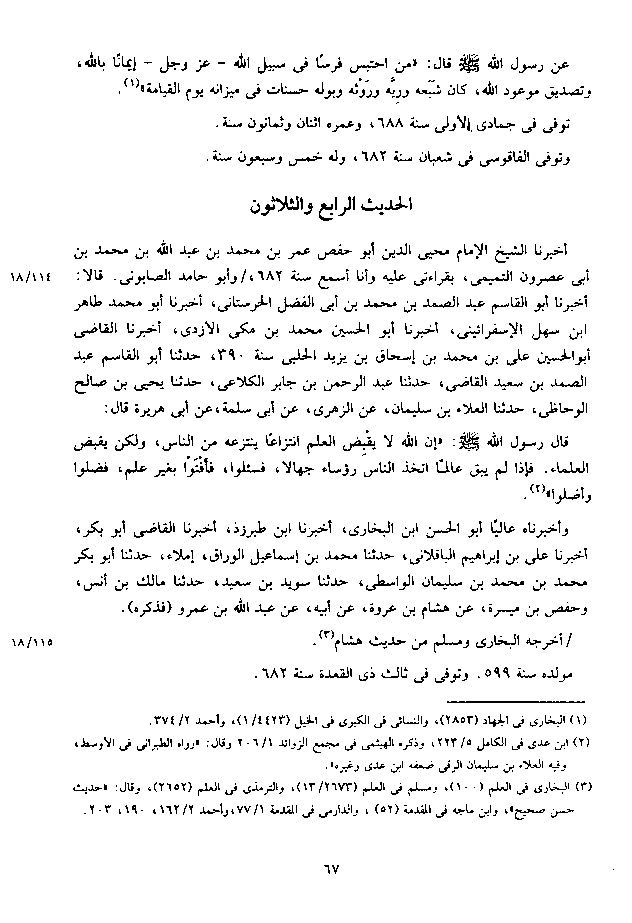 عن رسول الله ﷺ قال: «من احتبس فرسًا فى سبيل الله - عز وجل - إيمانًا بالله،
وتصديق موعود الله، كان شبَعه وريّه وروْثه وبوله حسنات فى ميزانه يوم القيامة»(١).
توفى فى جمادى الأولى سنة ٦٨٨، وعمره اثنان وثمانون سنة.
وتوفى الفاقوسى فى شعبان سنة ٦٨٢، وله خمس وسبعون سنة.
الحديث الرابع والثلاثون
أخبرنا الشيخ الإمام محيى الدين أبو حفص عمر بن محمد بن عبد الله بن محمد بن
أبى عصرون التميمى، بقراءتى عليه وأنا أسمع سنة ٦٨٢،/وأبو حامد الصابونى. قالا: ١٨/١١٤
أخبرنا أبو القاسم عبد الصمد بن محمد بن أبى الفضل الحرستانى، أخبرنا أبو محمد طاهر
ابن سهل الإسفرائينى، أخبرنا أبو الحسين محمد بن مكى الأزدى، أخبرنا القاضى
أبوالحسين على بن محمد بن إسحاق بن يزيد الحلبى سنة ٣٩٠، حدثنا أبو القاسم عبد
الصمد بن سعيد القاضى، حدثنا عبد الرحمن بن جابر الكلاعى، حدثنا يحيى بن صالح
الوحاظى، حدثنا العلاء بن سليمان، عن الزهرى، عن أبى سلمة،عن أبى هريرة قال:
قال رسول الله ﷺ: «إن الله لا يقْبِض العلم انتزاعًا ينتزعه من الناس، ولكن يقبض
العلماء. فإذا لم يبق عالمًا اتخذ الناس رؤساء جهالا، فسئلوا، فأفْتَوْا بغير علم، فضلوا
وأضلوا»(٢).
وأخبرناه عاليًا أبو الحسن ابن البخارى، أخبرنا ابن طبرزذ، أخبرنا القاضى أبو بكر،
أخبرنا على بن إبراهيم الباقلانى، حدثنا محمد بن إسماعيل الوراق، إملاء، حدثنا أبو بكر
محمد بن محمد بن سليمان الواسطى، حدثنا سويد بن سعيد، حدثنا مالك بن أنس،
وحفص بن ميسرة، عن هشام بن عروة، عن أبيه، عن عبد الله بن عمرو (فذكره).
/ أخرجه البخارى ومسلم من حديث هشام(٣). ١٨/١١٥
مولده سنة ٥٩٩. وتوفى فى ثالث ذى القعدة سنة ٦٨٢.
(١) البخارى فى الجهاد (٢٨٥٣)، والنسائى فى الكبرى فى الخيل (١/٤٤٢٣)، وأحمد ٢/ ٣٧٤.
(٢) ابن عدى فى الكامل ٥/ ٢٢٣، وذكره الهيثمى فى مجمع الزوائد ١/ ٢٠٦ وقال: «رواه الطبرانى فى الأوسط،
وفيه العلاء بن سليمان الرقى ضعفه ابن عدى وغيره».
(٣) البخارى فى العلم (١٠٠)، ومسلم فى العلم (١٣/٢٦٧٣)، والترمذى فى العلم (٢٦٥٢)، وقال: «حديث
حسن صحيح»، وابن ماجه فى المقدمة (٥٢) ، والدارمى فى المقدمة ١/ ٧٧،وأحمد ٢/ ١٦٢، ١٩٠، ٢٠٣.
٦٧